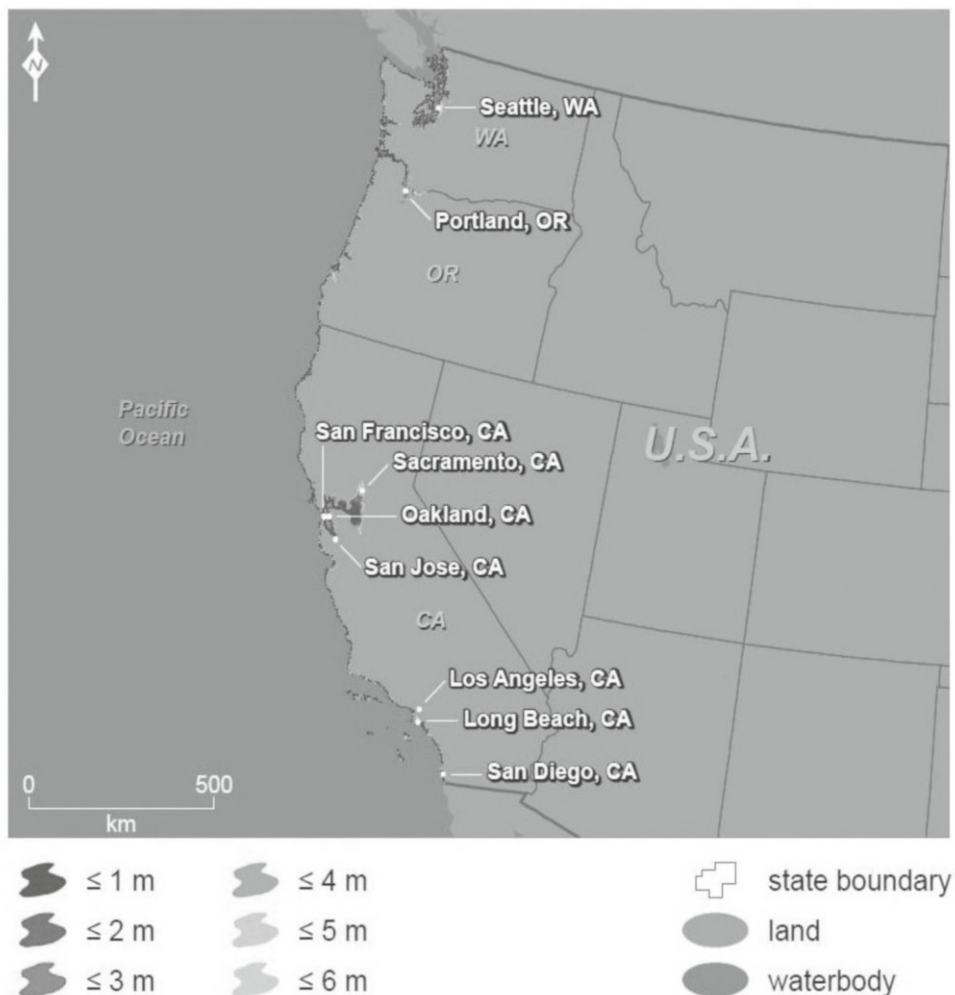 N
Seattle, WA
WA
Portland, OR
OR
Pacific
Ocean
San Francisco, CA
U.S.A.
Sacramento, CA
Oakland, CA
San Jose, CA
CA
Los Angeles, CA
Long Beach, CA
San Diego, CA
0 500
km
≤ 1 m ≤ 4 m state boundary
≤ 2 m ≤ 5 m land
≤ 3 m ≤ 6 m waterbody